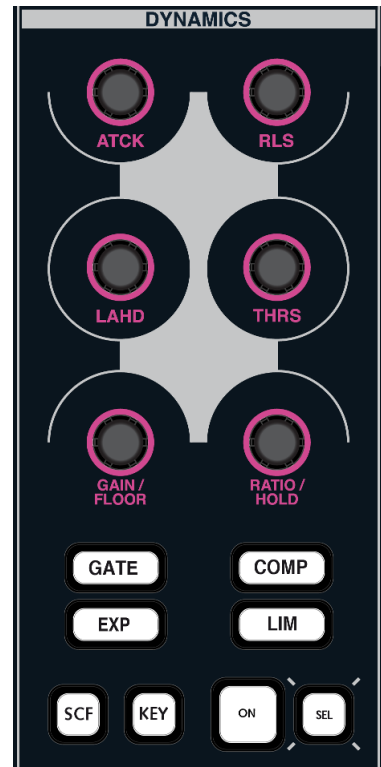 DYNAMICS
ATCK
RLS
LAHD
THRS
GAIN /
FLOOR
RATIO /
HOLD
GATE
COMP
EXP
LIM
SCF
KEY
ON
SEL